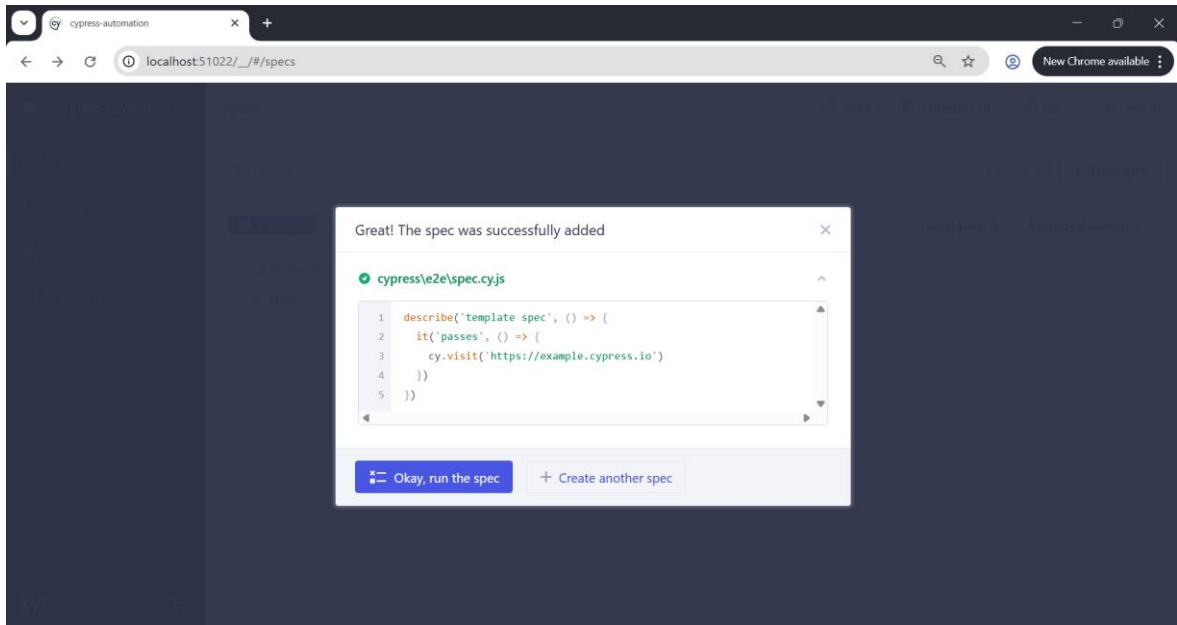 cy cypress-automation
localhost:51022/__/#/specs
New Chrome available
Great! The spec was successfully added
cypress\e2e\spec.cy.js
1 describe('template spec', () => {
2 it('passes', () => {
3 cy.visit('https://example.cypress.io')
4 })
5 })
Okay, run the spec
+ Create another spec
cy